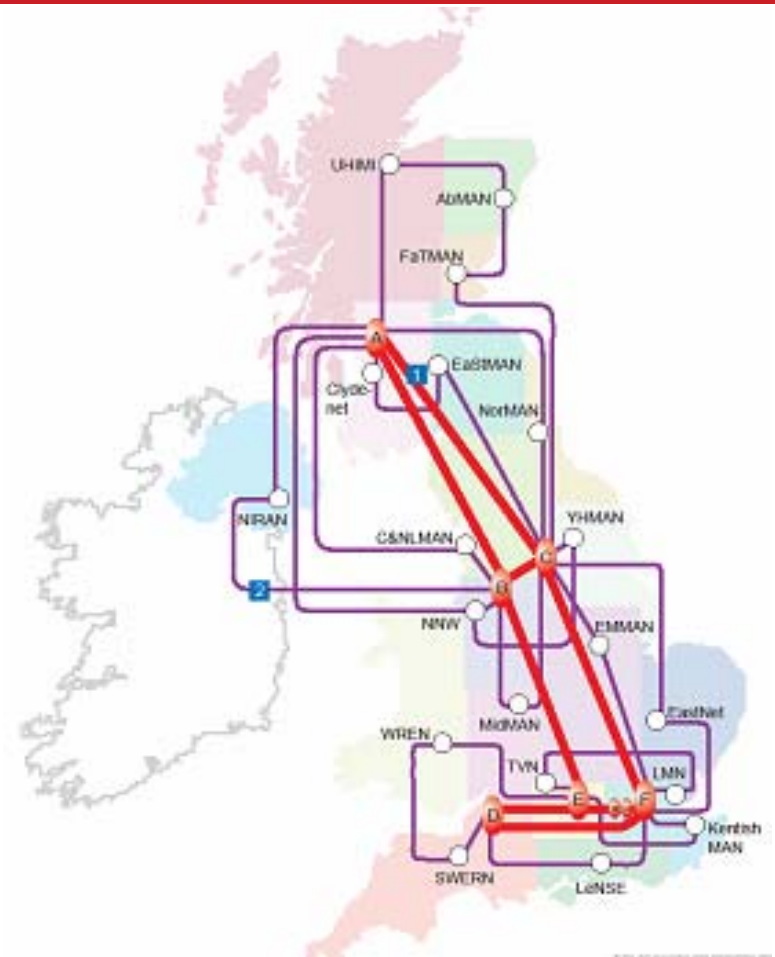 UHIMI
AbMAN
FaTMAN
A
1
EaStMAN
Clyde-
net
NorMAN
NIRAN
YHMAN
C&NLMAN
C
B
2
NNW
EMMAN
EastNet
MidMAN
WREN
TVN
LMN
E
F
D
Kentish
MAN
SWERN
LeNSE